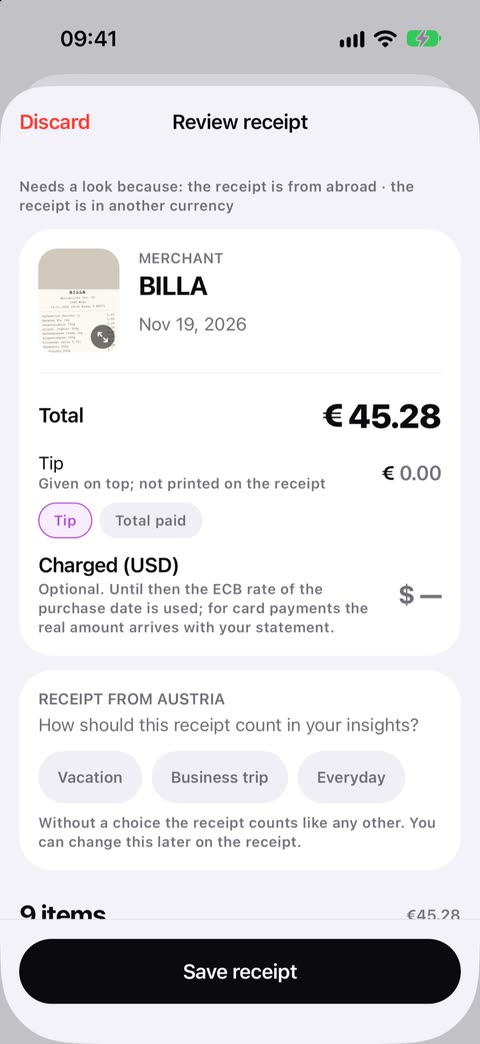 09:41
Discard
Review receipt
Needs a look because: the receipt is from abroad · the
receipt is in another currency
MERCHANT
BILLA
Nov 19, 2026
BILLA
Total
€ 45.28
Tip
Given on top; not printed on the receipt
€ 0.00
Tip
Total paid
Charged (USD)
Optional. Until then the ECB rate of the
purchase date is used; for card payments the
real amount arrives with your statement.
$ —
RECEIPT FROM AUSTRIA
How should this receipt count in your insights?
Vacation
Business trip
Everyday
Without a choice the receipt counts like any other. You
can change this later on the receipt.
9 items
€45.28
Save receipt